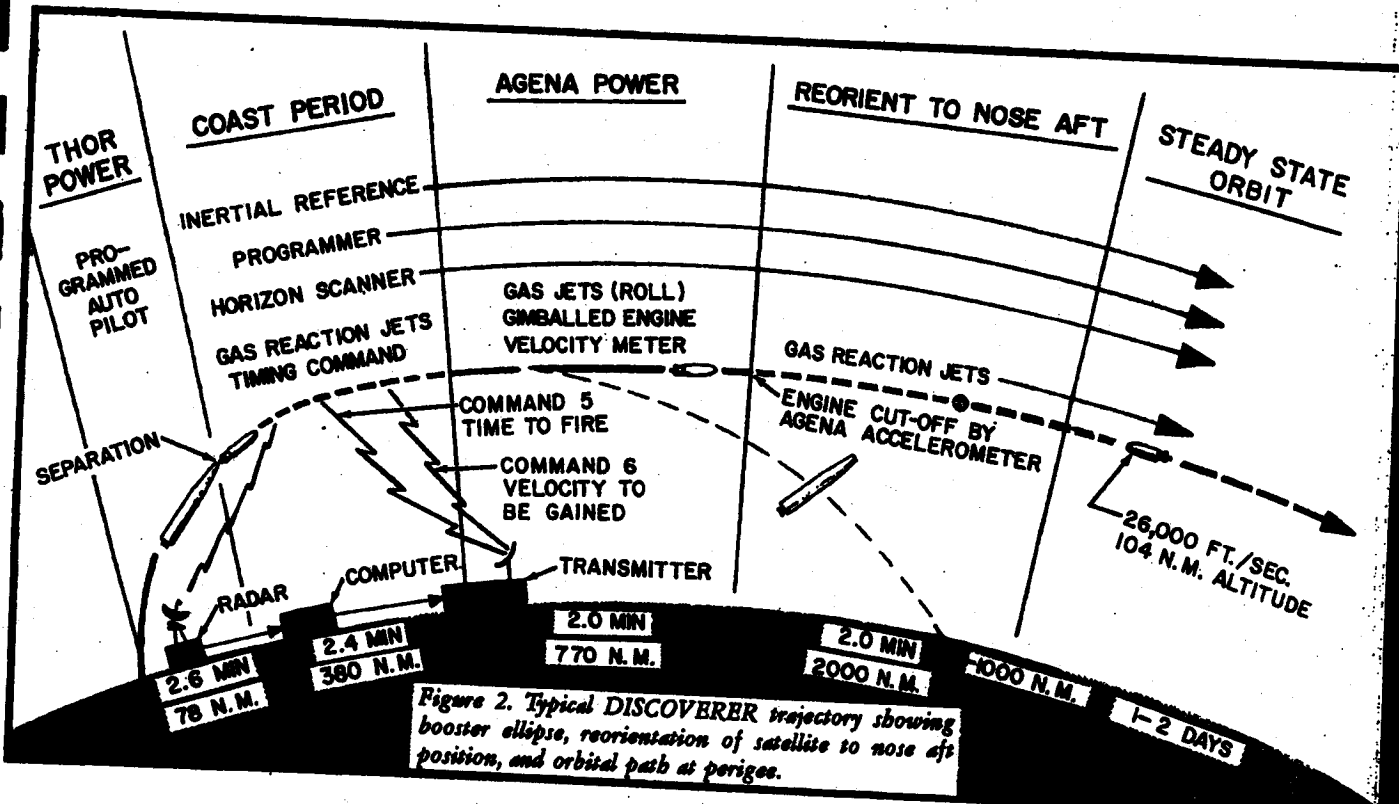 THOR
POWER
PRO-
GRAMMED
AUTO
PILOT
COAST PERIOD
INERTIAL REFERENCE
PROGRAMMER
HORIZON SCANNER
GAS REACTION JETS
TIMING COMMAND
AGENA POWER
GAS JETS (ROLL)
GIMBALLED ENGINE
VELOCITY METER
REORIENT TO NOSE AFT
GAS REACTION JETS
ENGINE CUT-OFF BY
AGENA ACCELEROMETER
STEADY STATE
ORBIT
SEPARATION
COMMAND 5
TIME TO FIRE
COMMAND 6
VELOCITY TO
BE GAINED
26,000 FT./SEC.
104 N.M. ALTITUDE
RADAR
COMPUTER
TRANSMITTER
2.6 MIN
78 N.M.
2.4 MIN
380 N.M.
2.0 MIN
770 N.M.
2.0 MIN
2000 N.M.
-1000 N.M.
1-2 DAYS
Figure 2. Typical DISCOVERER trajectory showing
booster ellipse, reorientation of satellite to nose aft
position, and orbital path at perigee.